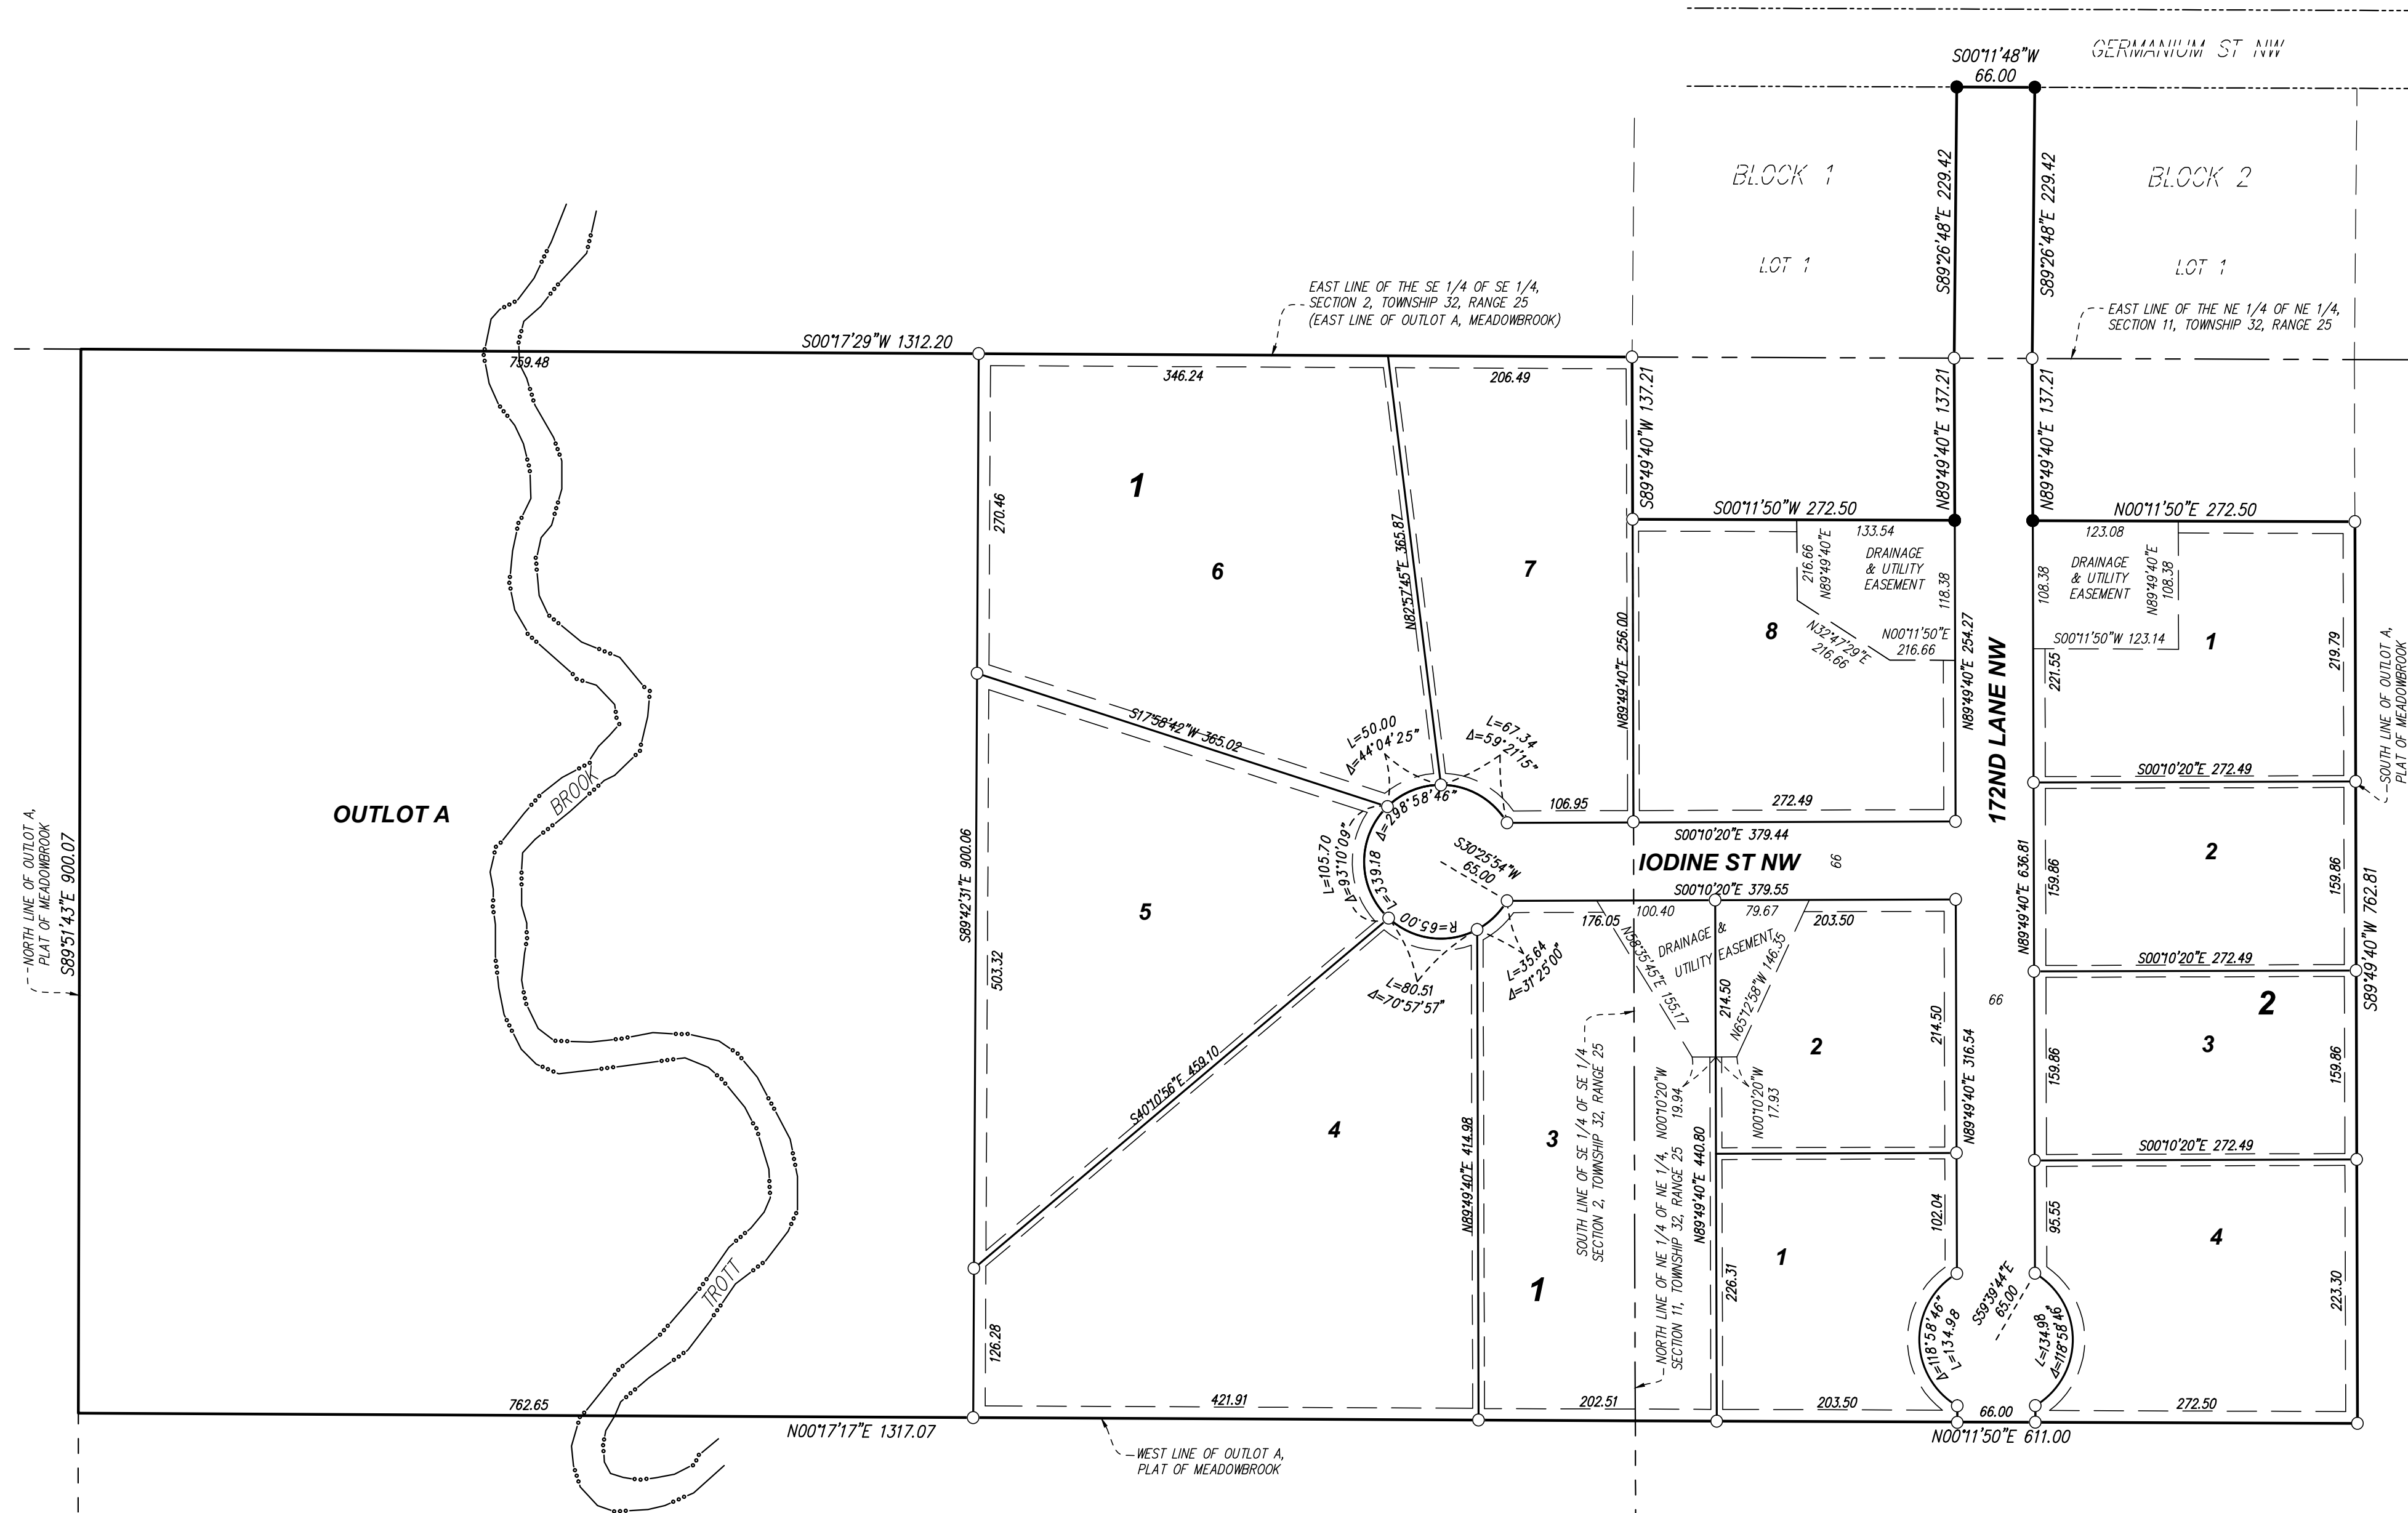 GERMANIUM ST NW
S00°11'48"W
66.00
BLOCK 1
LOT 1
S89°26'48"E 229.42
S89°26'48"E 229.42
BLOCK 2
LOT 1
EAST LINE OF THE SE 1/4 OF SE 1/4,
SECTION 2, TOWNSHIP 32, RANGE 25
(EAST LINE OF OUTLOT A, MEADOWBROOK)
EAST LINE OF THE NE 1/4 OF NE 1/4,
SECTION 11, TOWNSHIP 32, RANGE 25
S00°17'29"W 1312.20
759.48
346.24
206.49
S89°49'40"W 137.21
N89°49'40"E 137.21
N89°49'40"E 137.21
1
270.46
6
N82°57'45"E 365.87
7
N89°49'40"E 256.00
S00°11'50"W 272.50
133.54
216.66
N89°49'40"E
DRAINAGE
& UTILITY
EASEMENT
118.38
8
N32°47'29"E
216.66
N00°11'50"E
216.66
N89°49'40"E 254.27
272.49
N00°11'50"E 272.50
123.08
108.38
DRAINAGE
& UTILITY
EASEMENT
N89°49'40"E
108.38
S00°11'50"W 123.14
1
221.55
219.79
SOUTH LINE OF OUTLOT A,
PLAT OF MEADOWBROOK
172ND LANE NW
S00°10'20"E 272.49
S17°58'42"W 365.02
L=50.00
Δ=44°04'25"
L=67.34
Δ=59°21'15"
106.95
S00°10'20"E 379.44
IODINE ST NW
66
S00°10'20"E 379.55
Δ=298°58'46"
L=339.18
R=65.00
S30°25'54"W
65.00
L=105.70
Δ=93°10'09"
L=80.51
Δ=70°57'57"
L=35.64
Δ=31°25'00"
NORTH LINE OF OUTLOT A,
PLAT OF MEADOWBROOK
S89°51'43"E 900.07
OUTLOT A
BROOK
TROTT
S89°42'31"E 900.06
5
503.32
S40°10'56"E 459.10
4
126.28
N89°49'40"E 414.98
176.05
100.40
79.67
203.50
N58°35'45"E 155.17
DRAINAGE &
UTILITY EASEMENT
214.50
N65°12'58"W 146.35
3
SOUTH LINE OF SE 1/4 OF SE 1/4
SECTION 2, TOWNSHIP 32, RANGE 25
NORTH LINE OF NE 1/4 OF NE 1/4,
SECTION 11, TOWNSHIP 32, RANGE 25
N00°10'20"W
19.94
N00°10'20"W
17.93
2
214.50
N89°49'40"E 316.54
N89°49'40"E 440.80
1
226.31
1
102.04
N89°49'40"E 636.81
66
159.86
2
159.86
S00°10'20"E 272.49
2
159.86
3
159.86
S89°49'40"W 762.81
S00°10'20"E 272.49
95.55
4
223.30
S59°39'44"E
65.00
Δ=118°58'46"
L=134.98
L=134.98
Δ=118°58'46"
762.65
N00°17'17"E 1317.07
421.91
202.51
203.50
66.00
272.50
N00°11'50"E 611.00
WEST LINE OF OUTLOT A,
PLAT OF MEADOWBROOK